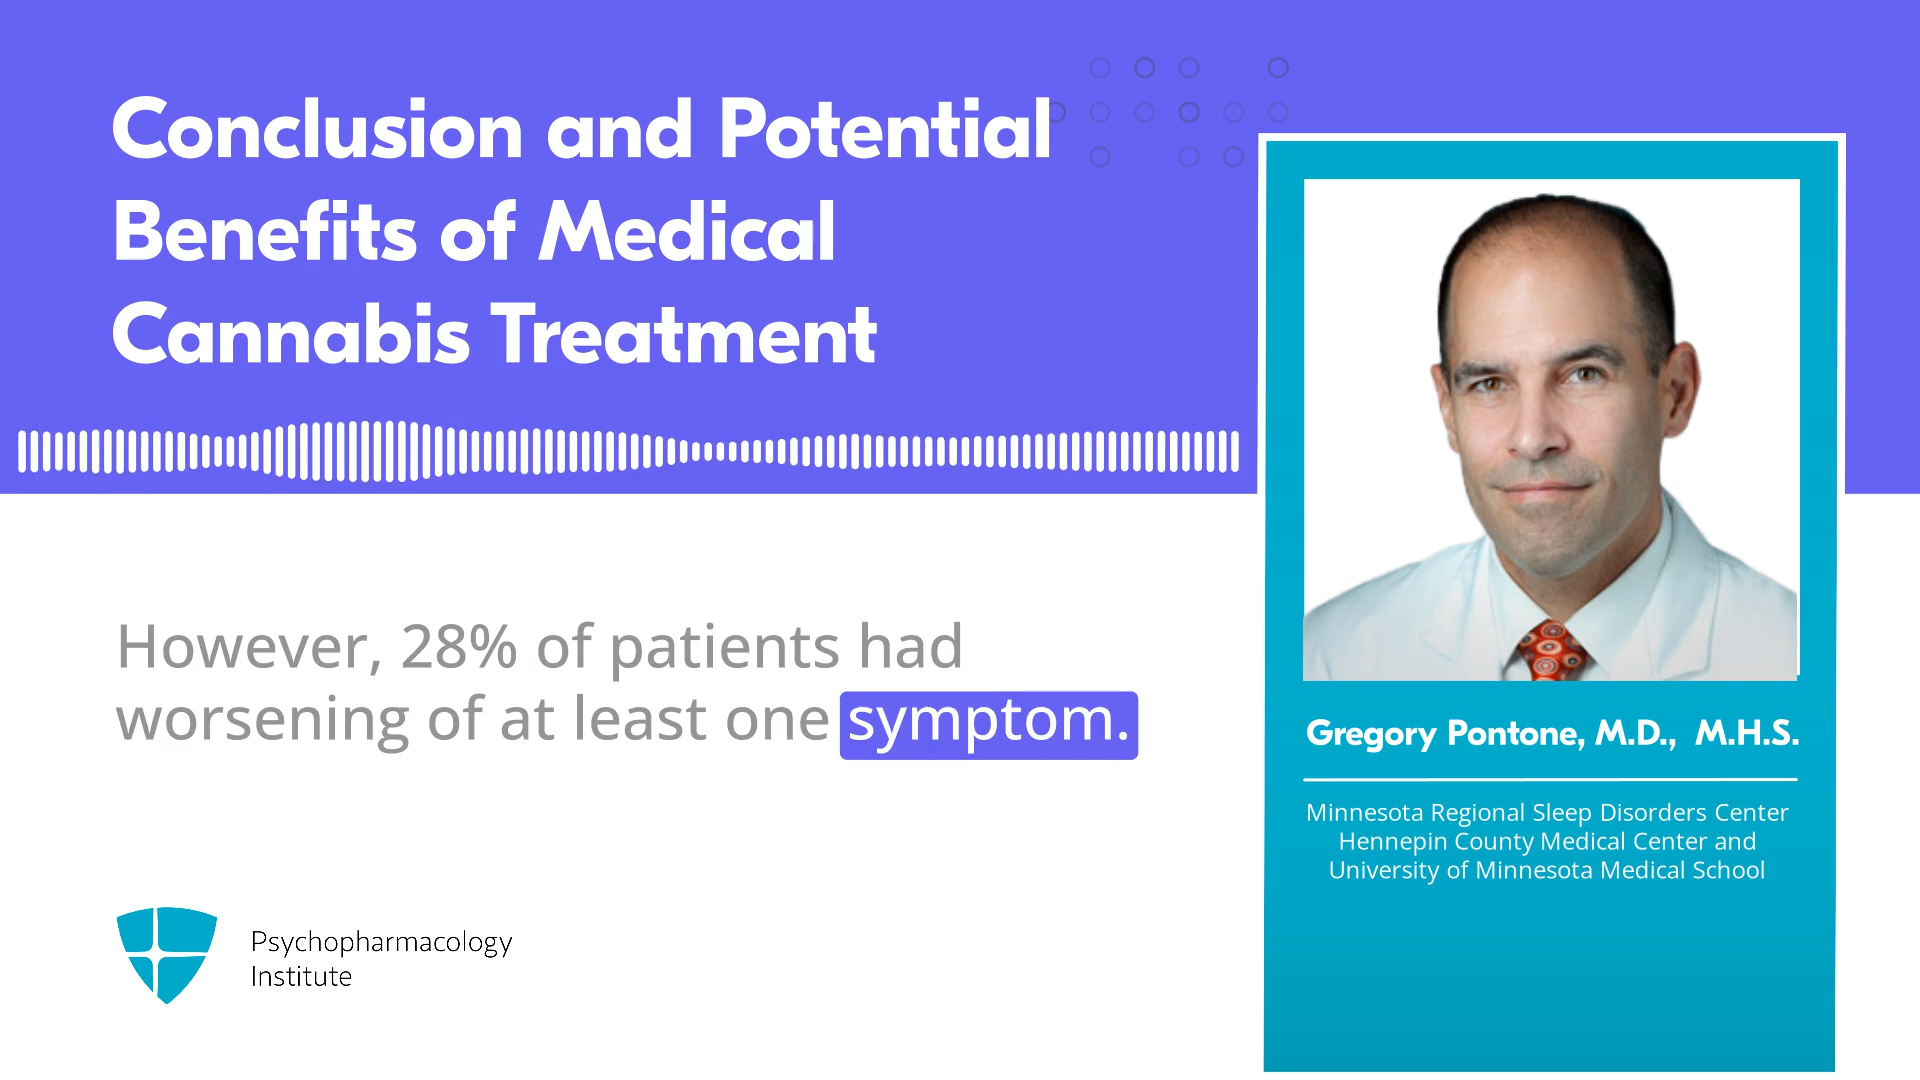 Conclusion and Potential
Benefits of Medical
Cannabis Treatment
However, 28% of patients had
worsening of at least one symptom.
Psychopharmacology
Institute
Gregory Pontone, M.D.,  M.H.S.
Minnesota Regional Sleep Disorders Center
Hennepin County Medical Center and
University of Minnesota Medical School